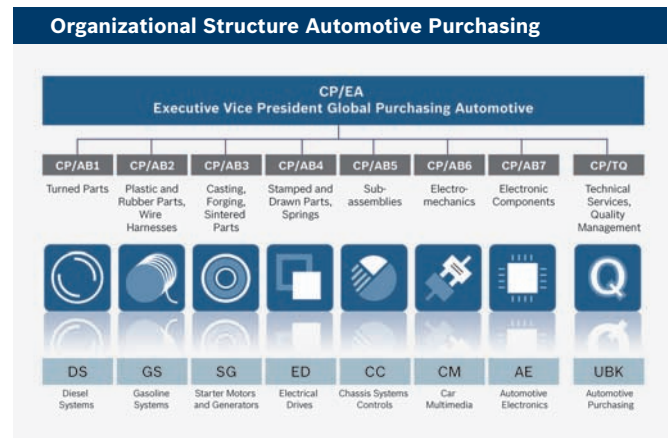 Organizational Structure Automotive Purchasing
CP/EA
Executive Vice President Global Purchasing Automotive
CP/AB1
CP/AB2
CP/AB3
CP/AB4
CP/AB5
CP/AB6
CP/AB7
CP/TQ
Turned Parts
Plastic and
Rubber Parts,
Wire
Harnesses
Casting,
Forging,
Sintered
Parts
Stamped and
Drawn Parts,
Springs
Sub-
assemblies
Electro-
mechanics
Electronic
Components
Technical
Services,
Quality
Management
Q
DS
GS
SG
ED
CC
CM
AE
UBK
Diesel
Systems
Gasoline
Systems
Starter Motors
and Generators
Electrical
Drives
Chassis Systems
Controls
Car
Multimedia
Automotive
Electronics
Automotive
Purchasing